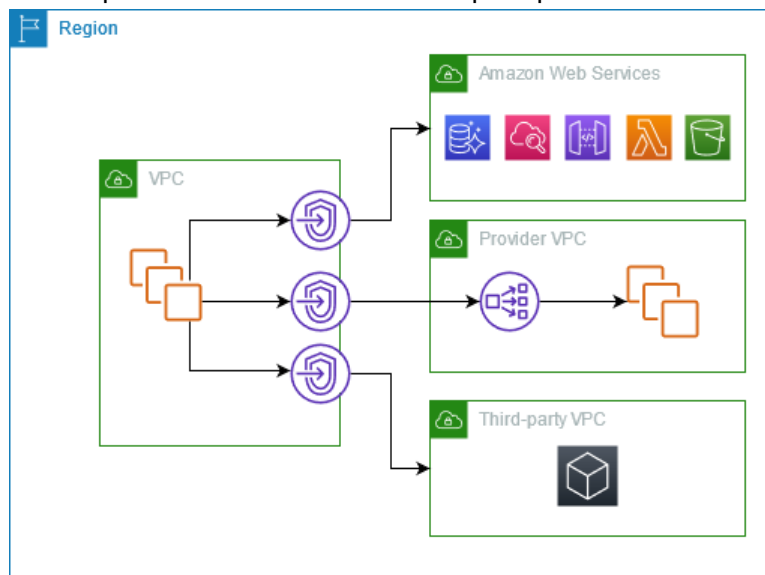 Region
Amazon Web Services
VPC
Provider VPC
Third-party VPC